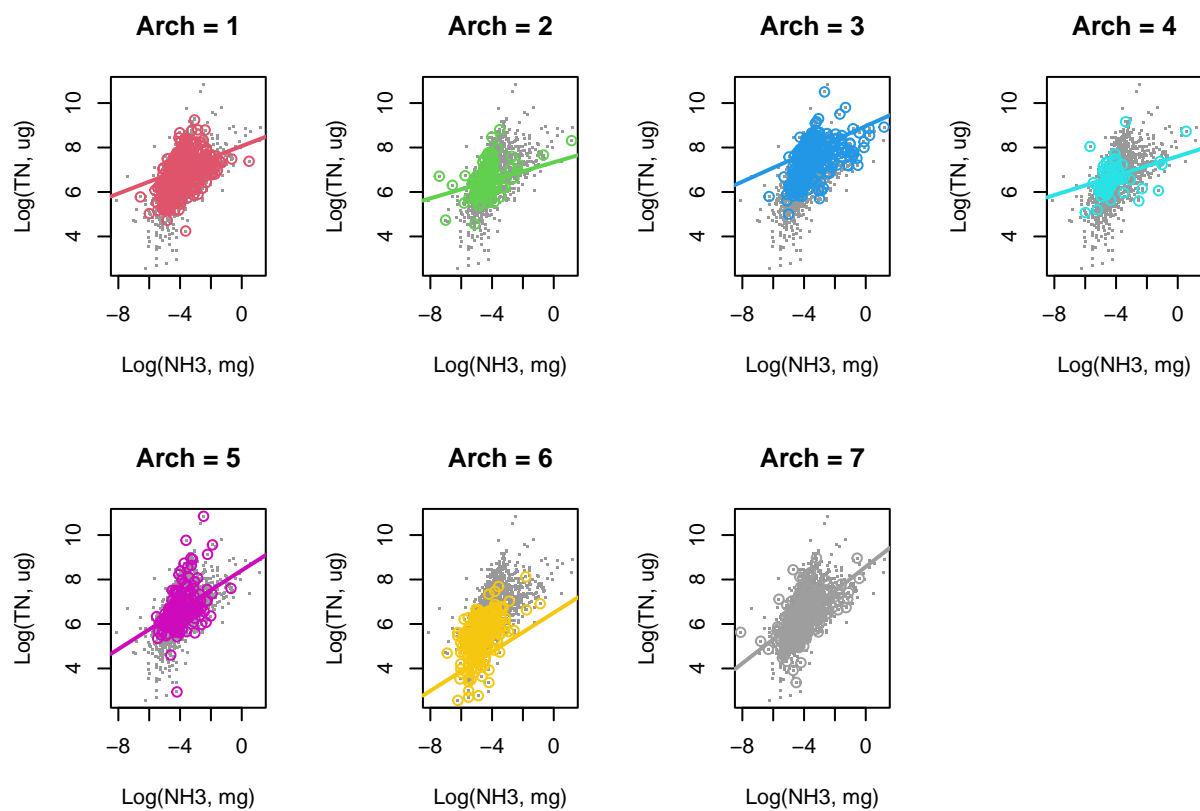 Arch = 1
Log(TN, ug)
10
8
6
4
−8
−4
0
Log(NH3, mg)
Arch = 2
Log(TN, ug)
10
8
6
4
−8
−4
0
Log(NH3, mg)
Arch = 3
Log(TN, ug)
10
8
6
4
−8
−4
0
Log(NH3, mg)
Arch = 4
Log(TN, ug)
10
8
6
4
−8
−4
0
Log(NH3, mg)
Arch = 5
Log(TN, ug)
10
8
6
4
−8
−4
0
Log(NH3, mg)
Arch = 6
Log(TN, ug)
10
8
6
4
−8
−4
0
Log(NH3, mg)
Arch = 7
Log(TN, ug)
10
8
6
4
−8
−4
0
Log(NH3, mg)